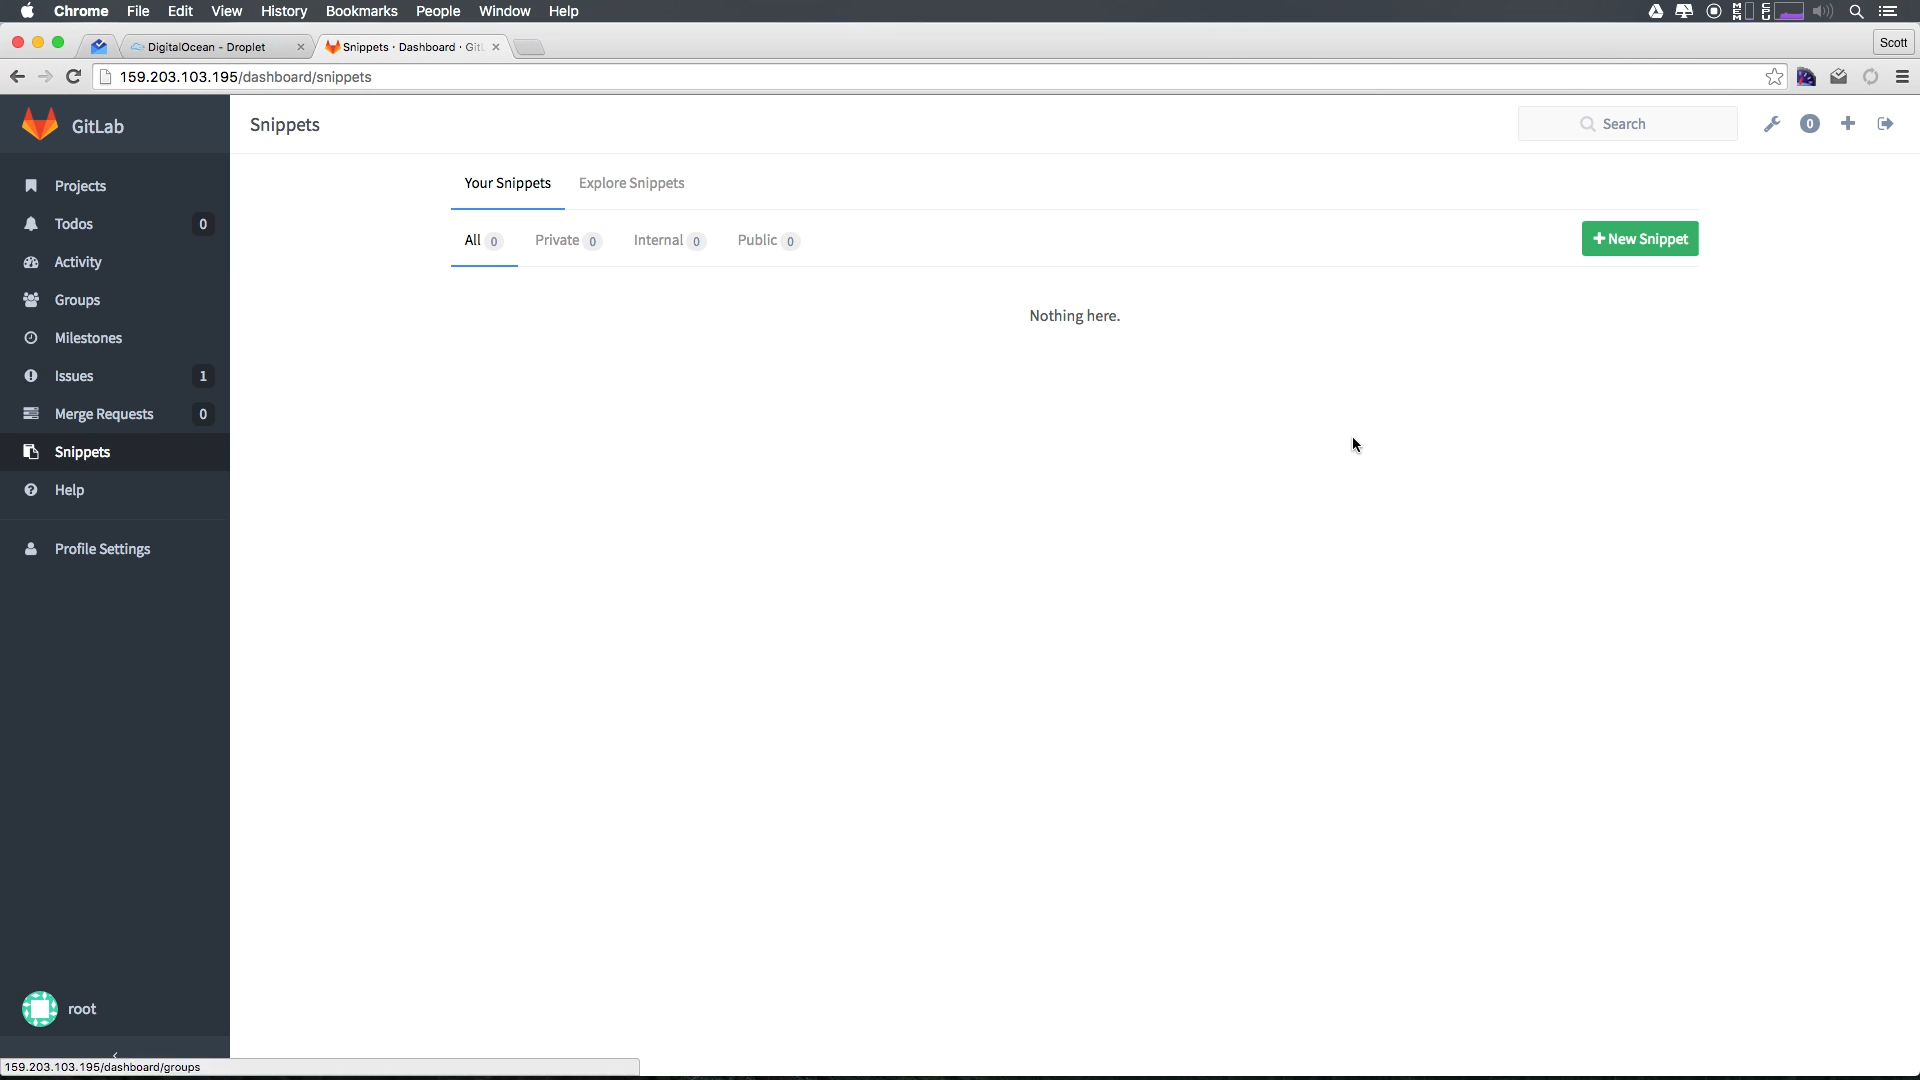 Chrome File Edit View History Bookmarks People Window Help
MEM CPU
DigitalOcean - Droplet
Snippets · Dashboard · Git
Scott
159.203.103.195/dashboard/snippets
GitLab
Snippets
Search
0
Projects
Todos 0
Activity
Groups
Milestones
Issues 1
Merge Requests 0
Snippets
Help
Profile Settings
root
Your Snippets Explore Snippets
All 0 Private 0 Internal 0 Public 0
+ New Snippet
Nothing here.
159.203.103.195/dashboard/groups